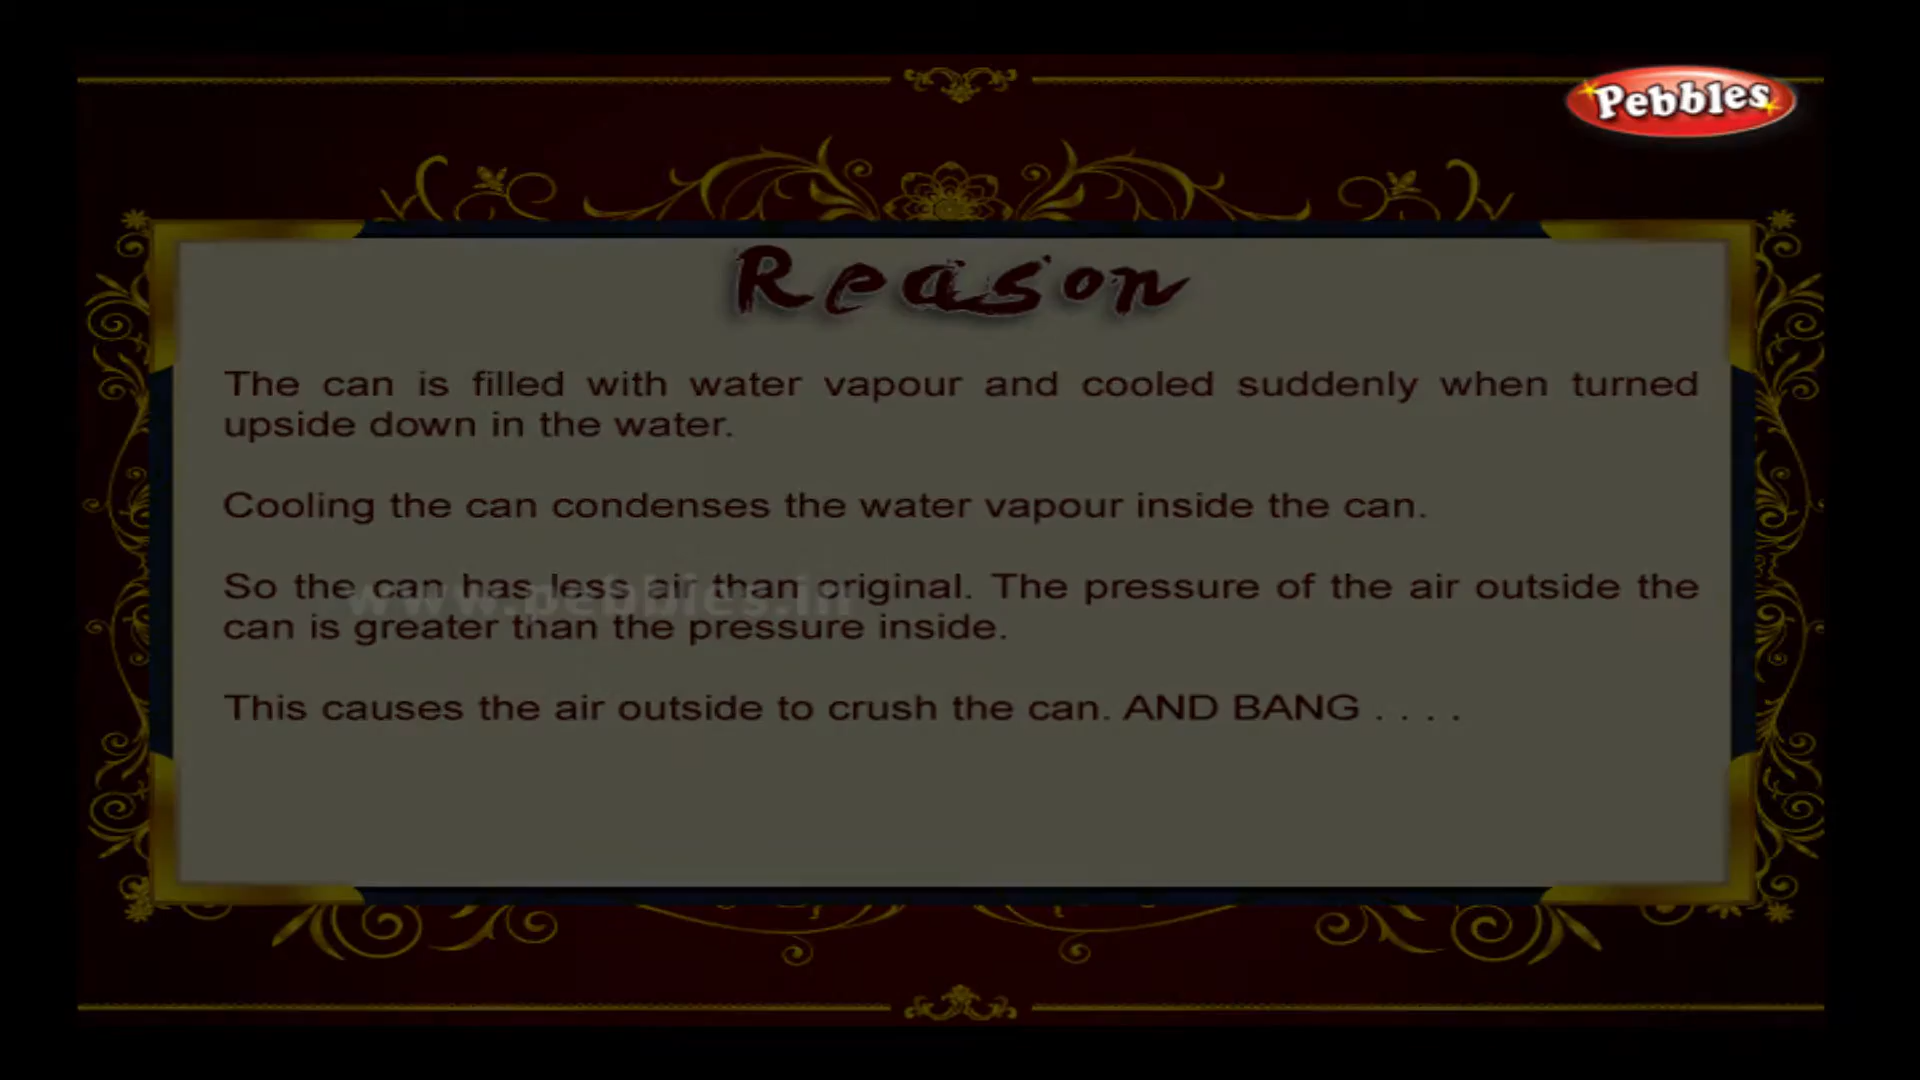 Pebbles
Reason
The can is filled with water vapour and cooled suddenly when turned
upside down in the water.
Cooling the can condenses the water vapour inside the can.
So the can has less air than original. The pressure of the air outside the
www.pebbles.in
can is greater than the pressure inside.
This causes the air outside to crush the can. AND BANG . . . .